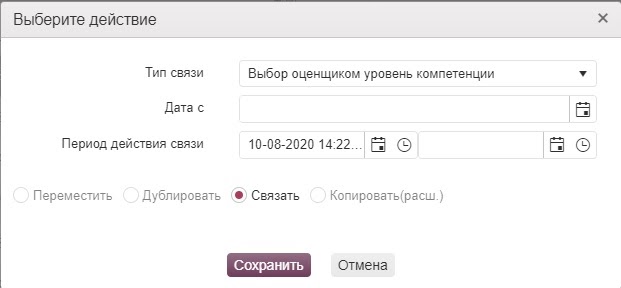 Выберите действие
Тип связи Выбор оценщиком уровень компетенции
Дата с
Период действия связи 10-08-2020 14:22...
Переместить Дублировать Связать Копировать(расш.)
Сохранить Отмена